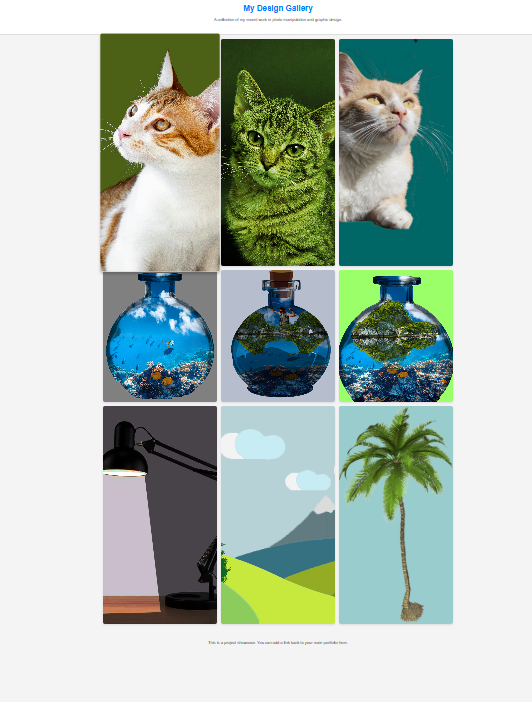 My Design Gallery
A collection of my recent work in photo manipulation and graphic design.
This is a project showcase. You can add a link back to your main portfolio here.